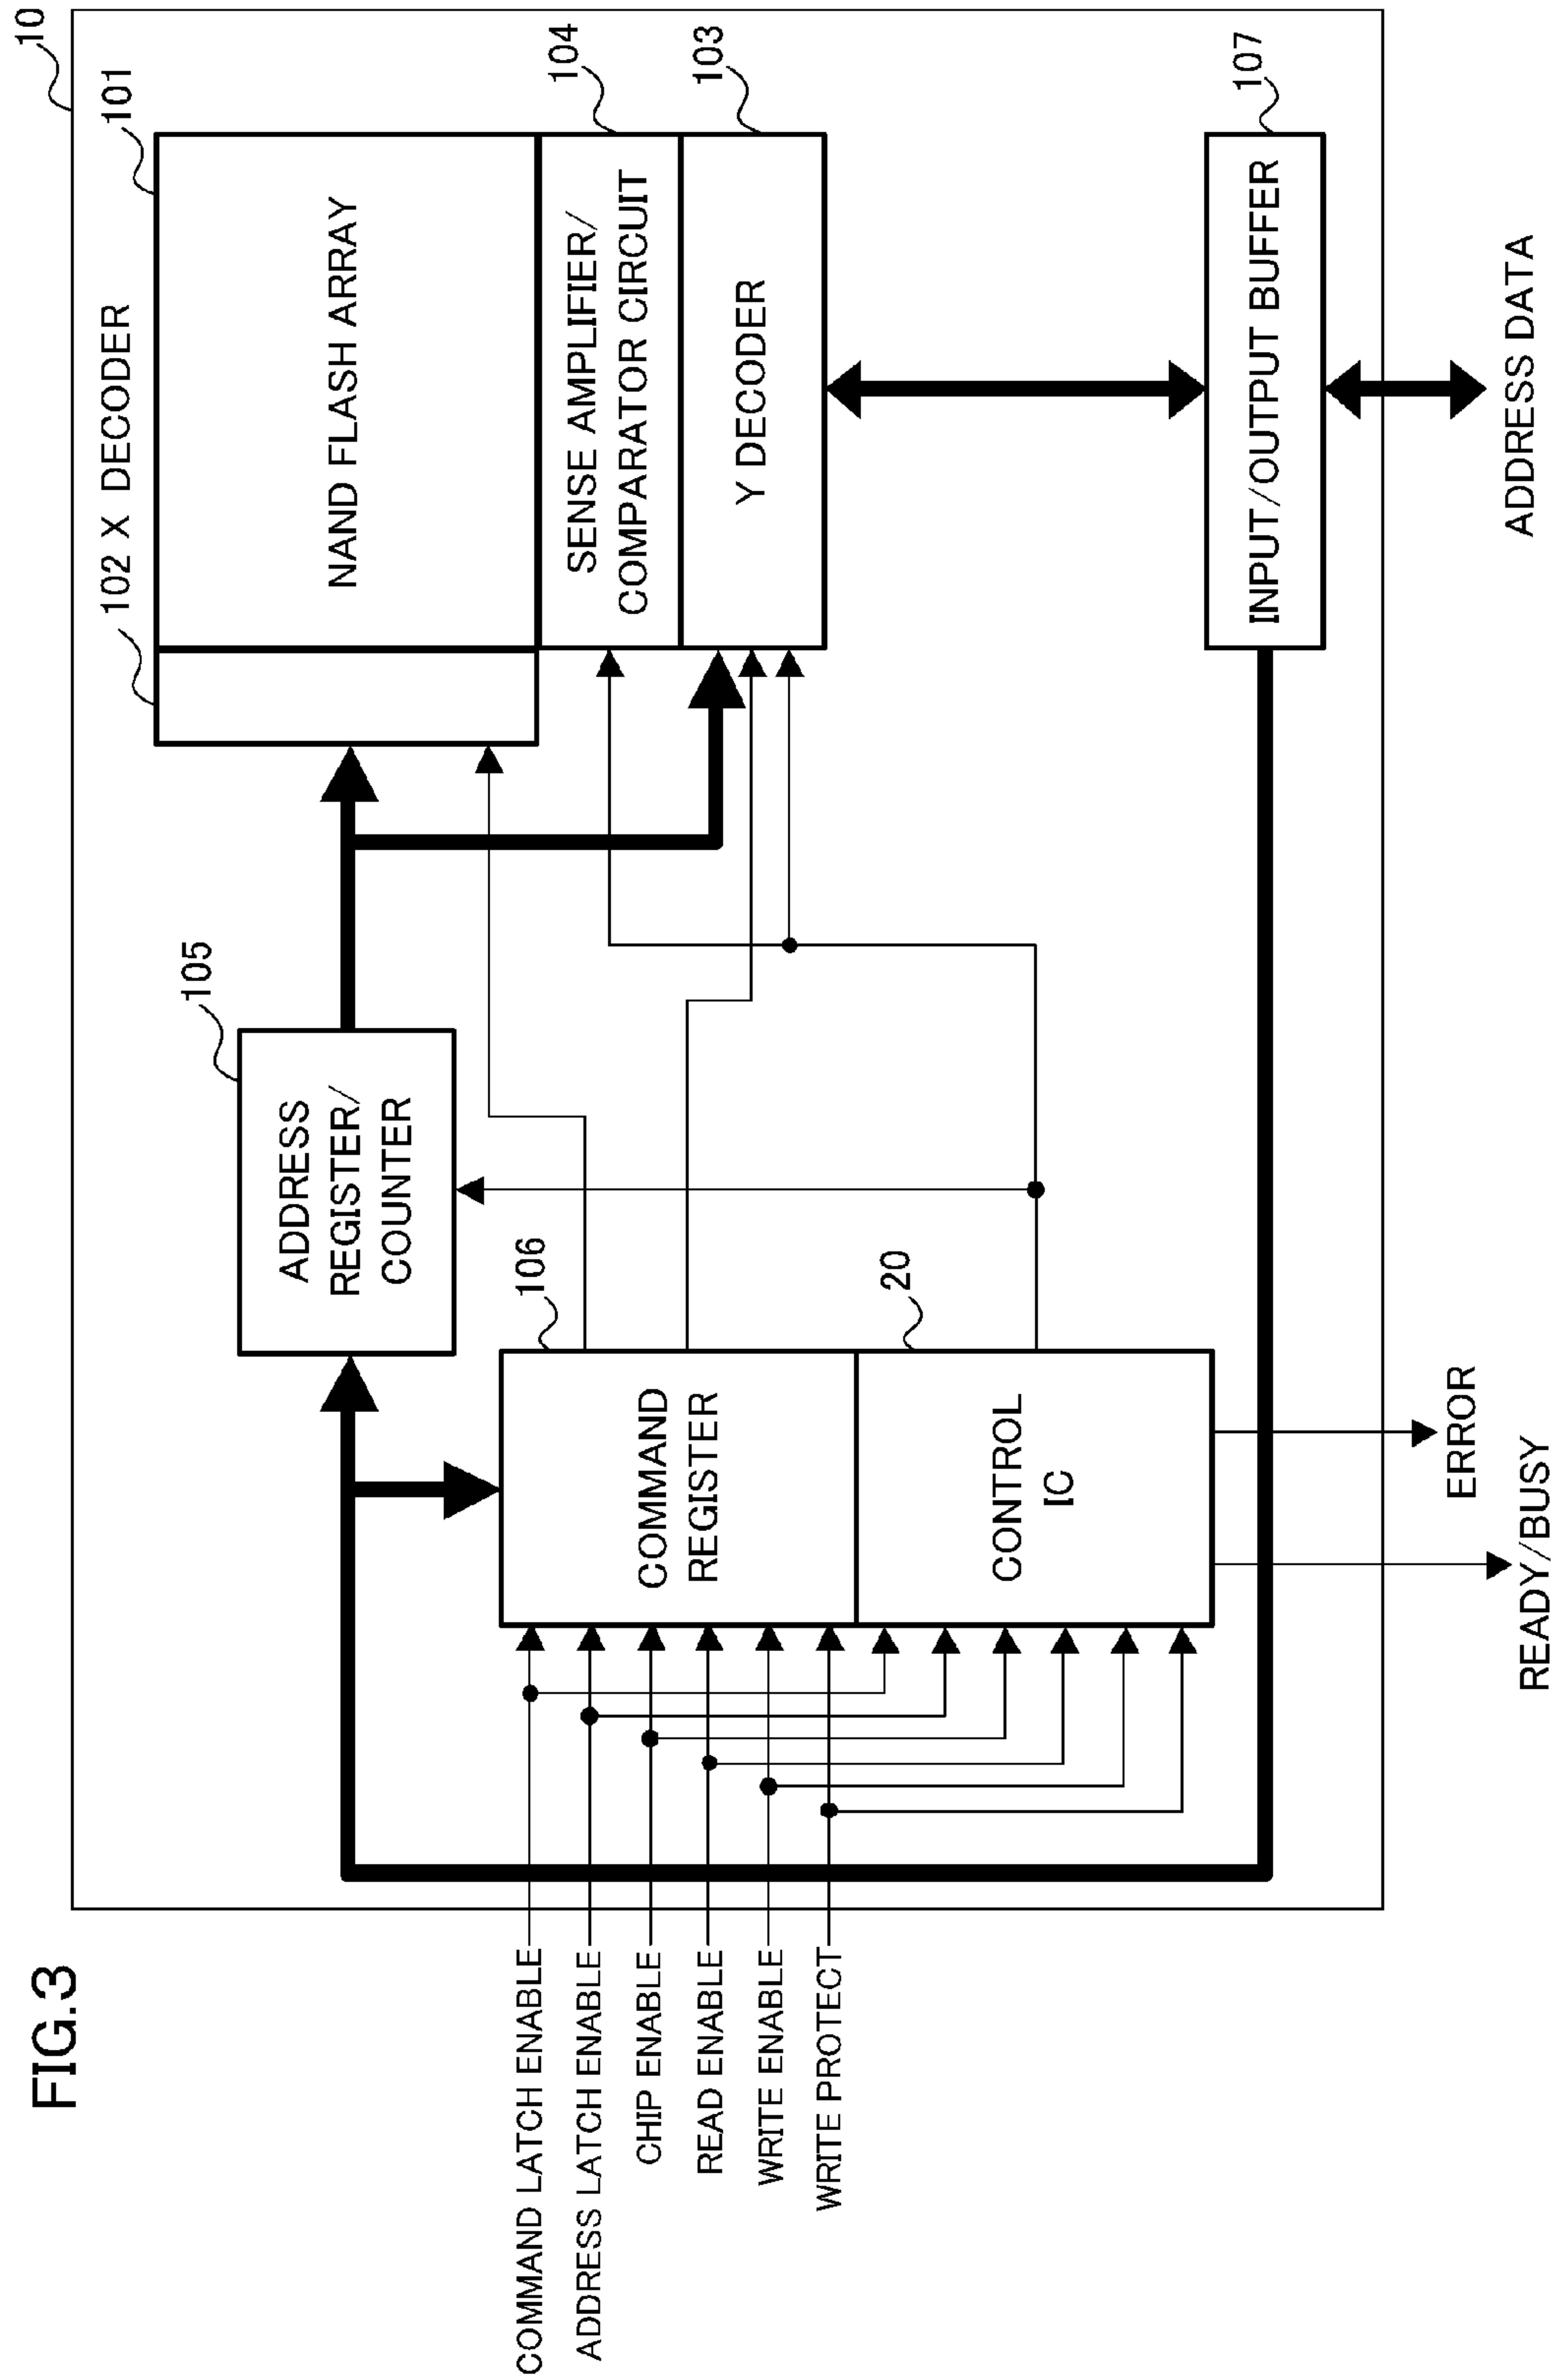 FIG.3
10
102 X DECODER
101
NAND FLASH ARRAY
104
SENSE AMPLIFIER/
COMPARATOR CIRCUIT
103
Y DECODER
105
ADDRESS
REGISTER/
COUNTER
106
COMMAND
REGISTER
20
CONTROL
IC
107
INPUT/OUTPUT BUFFER
COMMAND LATCH ENABLE
ADDRESS LATCH ENABLE
CHIP ENABLE
READ ENABLE
WRITE ENABLE
WRITE PROTECT
ERROR
READY/BUSY
ADDRESS DATA